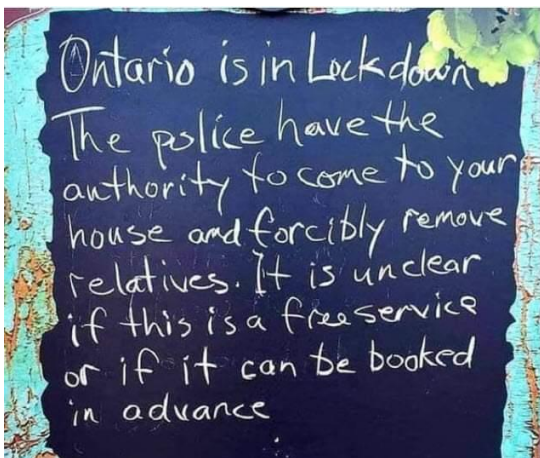 Ontario is in Lockdown
The police have the
authority to come to your
house and forcibly remove
relatives. It is unclear
if this is a free service
or if it can be booked
in advance